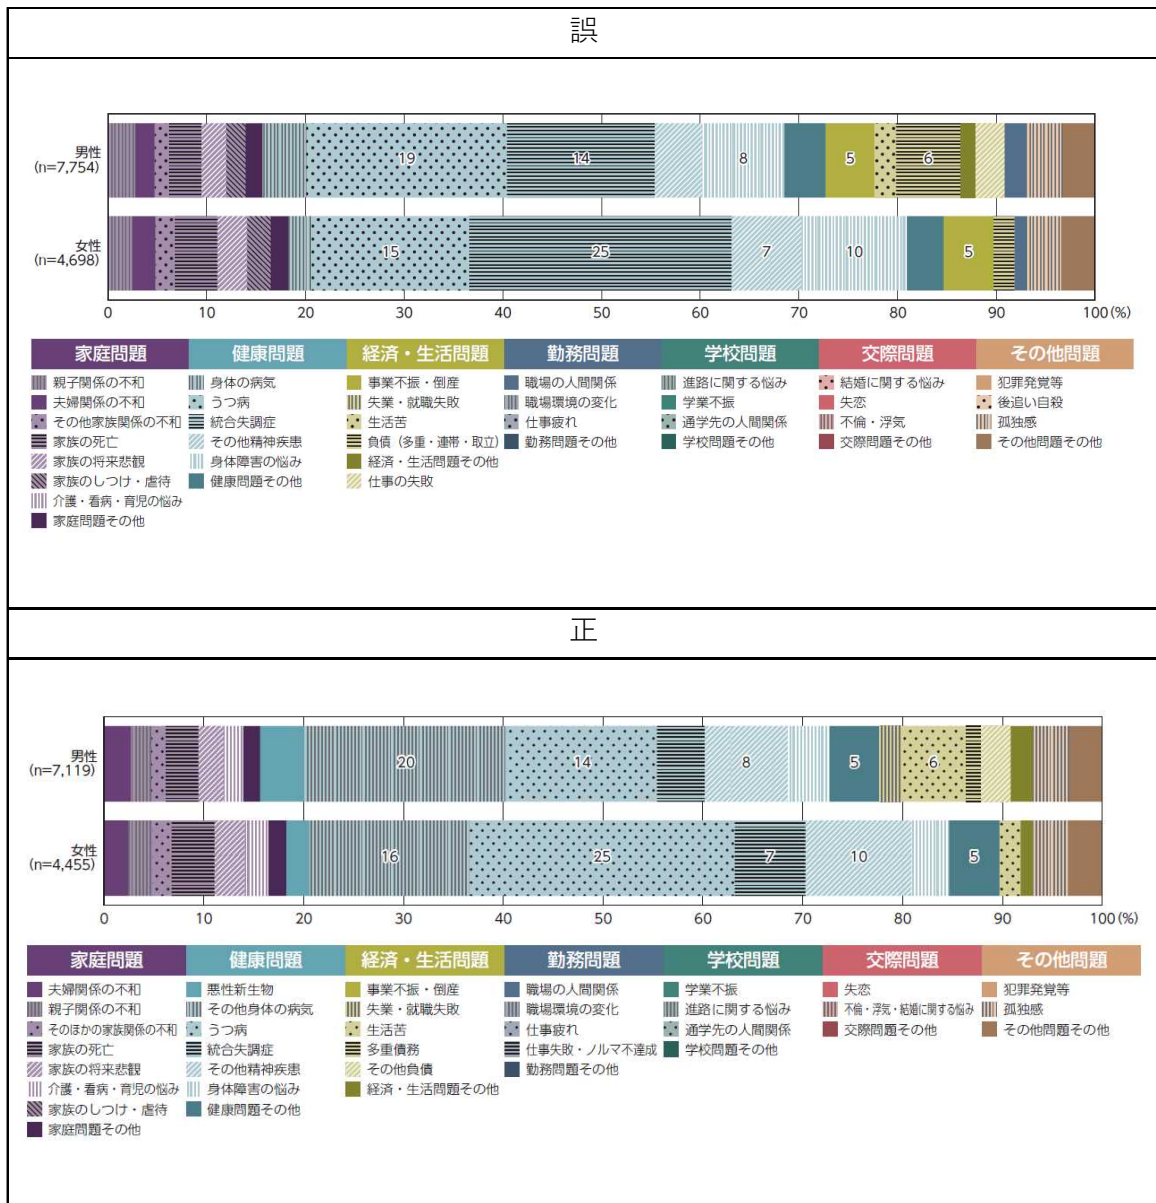 誤
男性
(n=7,754)
19 14 8 5 6
女性
(n=4,698)
15 25 7 10 5
0 10 20 30 40 50 60 70 80 90 100(%)
家庭問題 健康問題 経済・生活問題 勤務問題 学校問題 交際問題 その他問題
親子関係の不和 身体の病気 事業不振・倒産 職場の人間関係 進路に関する悩み 結婚に関する悩み 犯罪発覚等
夫婦関係の不和 うつ病 失業・就職失敗 職場環境の変化 学業不振 失恋 後追い自殺
その他家族関係の不和 統合失調症 生活苦 仕事疲れ 通学先の人間関係 不倫・浮気 孤独感
家族の死亡 その他精神疾患 負債（多重・連帯・取立） 勤務問題その他 学校問題その他 交際問題その他 その他問題その他
家族の将来悲観 身体障害の悩み 経済・生活問題その他
家族のしつけ・虐待 健康問題その他 仕事の失敗
介護・看病・育児の悩み
家庭問題その他
正
男性
(n=7,119)
20 14 8 5 6
女性
(n=4,455)
16 25 7 10 5
0 10 20 30 40 50 60 70 80 90 100(%)
家庭問題 健康問題 経済・生活問題 勤務問題 学校問題 交際問題 その他問題
夫婦関係の不和 悪性新生物 事業不振・倒産 職場の人間関係 学業不振 失恋 犯罪発覚等
親子関係の不和 その他身体の病気 失業・就職失敗 職場環境の変化 進路に関する悩み 不倫・浮気・結婚に関する悩み 孤独感
そのほかの家族関係の不和 うつ病 生活苦 仕事疲れ 通学先の人間関係 交際問題その他 その他問題その他
家族の死亡 統合失調症 多重債務 仕事失敗・ノルマ不達成 学校問題その他
家族の将来悲観 その他精神疾患 その他負債 勤務問題その他
介護・看病・育児の悩み 身体障害の悩み 経済・生活問題その他
家族のしつけ・虐待 健康問題その他
家庭問題その他